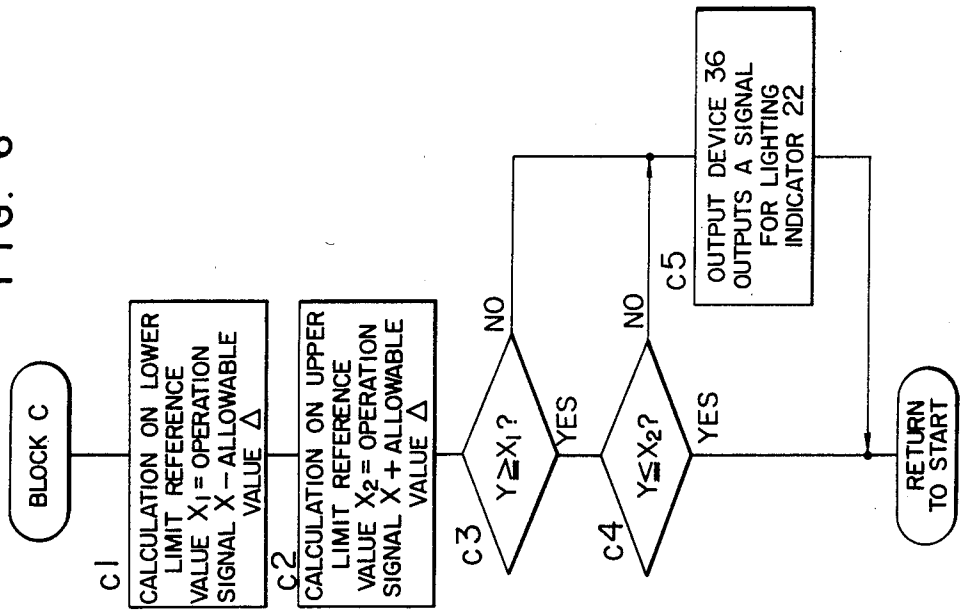 FIG. 6
BLOCK C
c1
CALCULATION ON LOWER
LIMIT REFERENCE
VALUE X₁ = OPERATION
SIGNAL X − ALLOWABLE
VALUE Δ
c2
CALCULATION ON UPPER
LIMIT REFERENCE
VALUE X₂ = OPERATION
SIGNAL X + ALLOWABLE
VALUE Δ
c3
Y ≧ X₁?
NO
YES
c4
Y ≦ X₂?
NO
YES
c5
OUTPUT DEVICE 36
OUTPUTS A SIGNAL
FOR LIGHTING
INDICATOR 22
RETURN
TO START